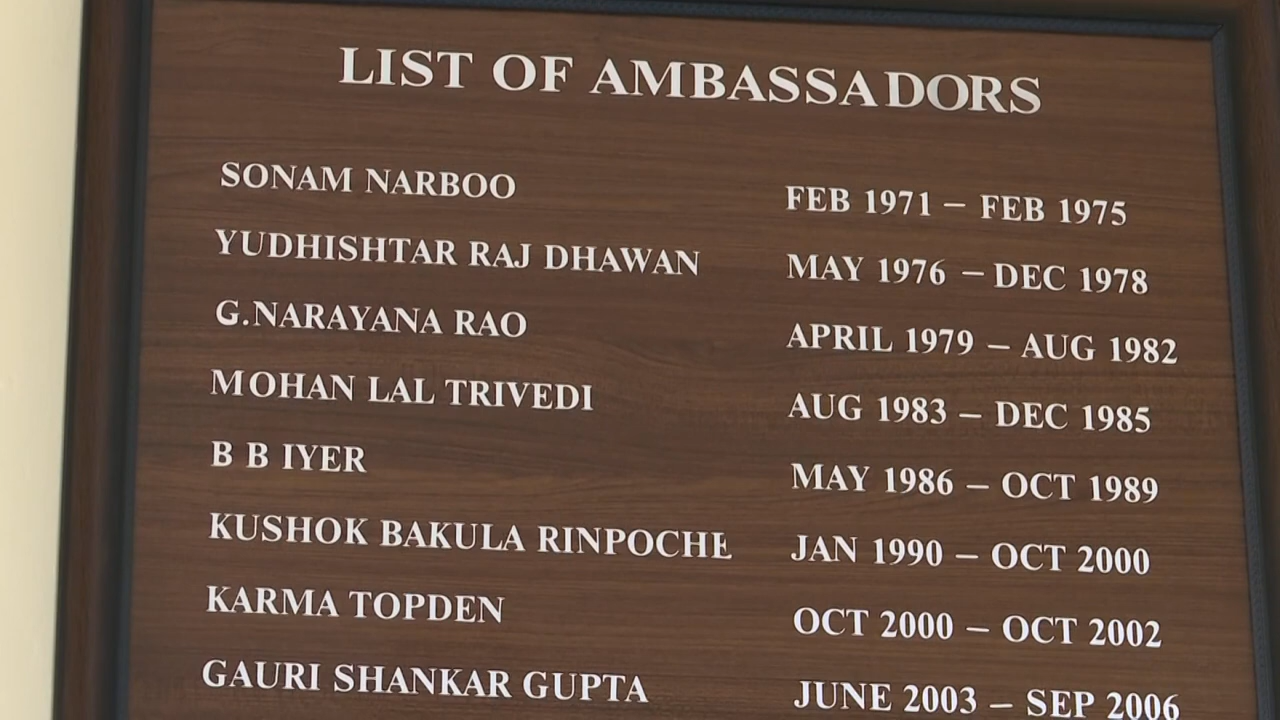 LIST OF AMBASSADORS
SONAM NARBOO FEB 1971 – FEB 1975
YUDHISHTAR RAJ DHAWAN MAY 1976 – DEC 1978
G.NARAYANA RAO APRIL 1979 – AUG 1982
MOHAN LAL TRIVEDI AUG 1983 – DEC 1985
B B IYER MAY 1986 – OCT 1989
KUSHOK BAKULA RINPOCHE JAN 1990 – OCT 2000
KARMA TOPDEN OCT 2000 – OCT 2002
GAURI SHANKAR GUPTA JUNE 2003 – SEP 2006